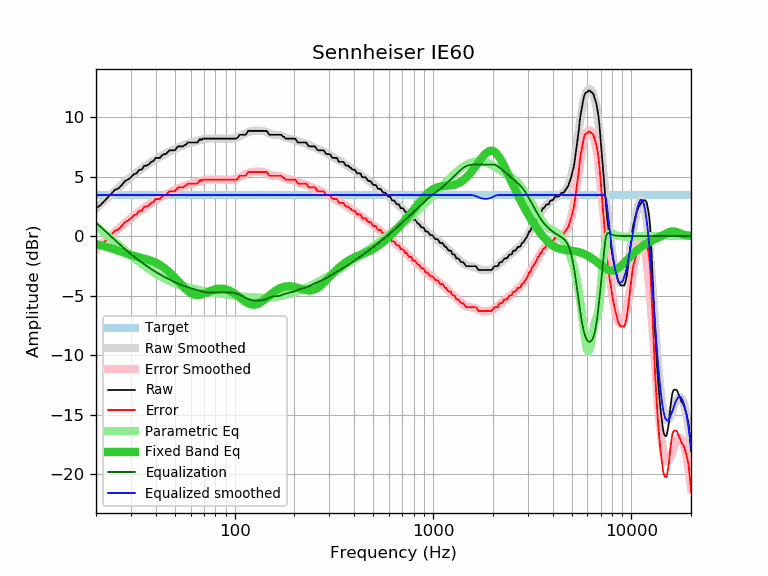 Sennheiser IE60
Amplitude (dBr)
10
5
0
−5
−10
−15
−20
Target
Raw Smoothed
Error Smoothed
Raw
Error
Parametric Eq
Fixed Band Eq
Equalization
Equalized smoothed
100
1000
10000
Frequency (Hz)